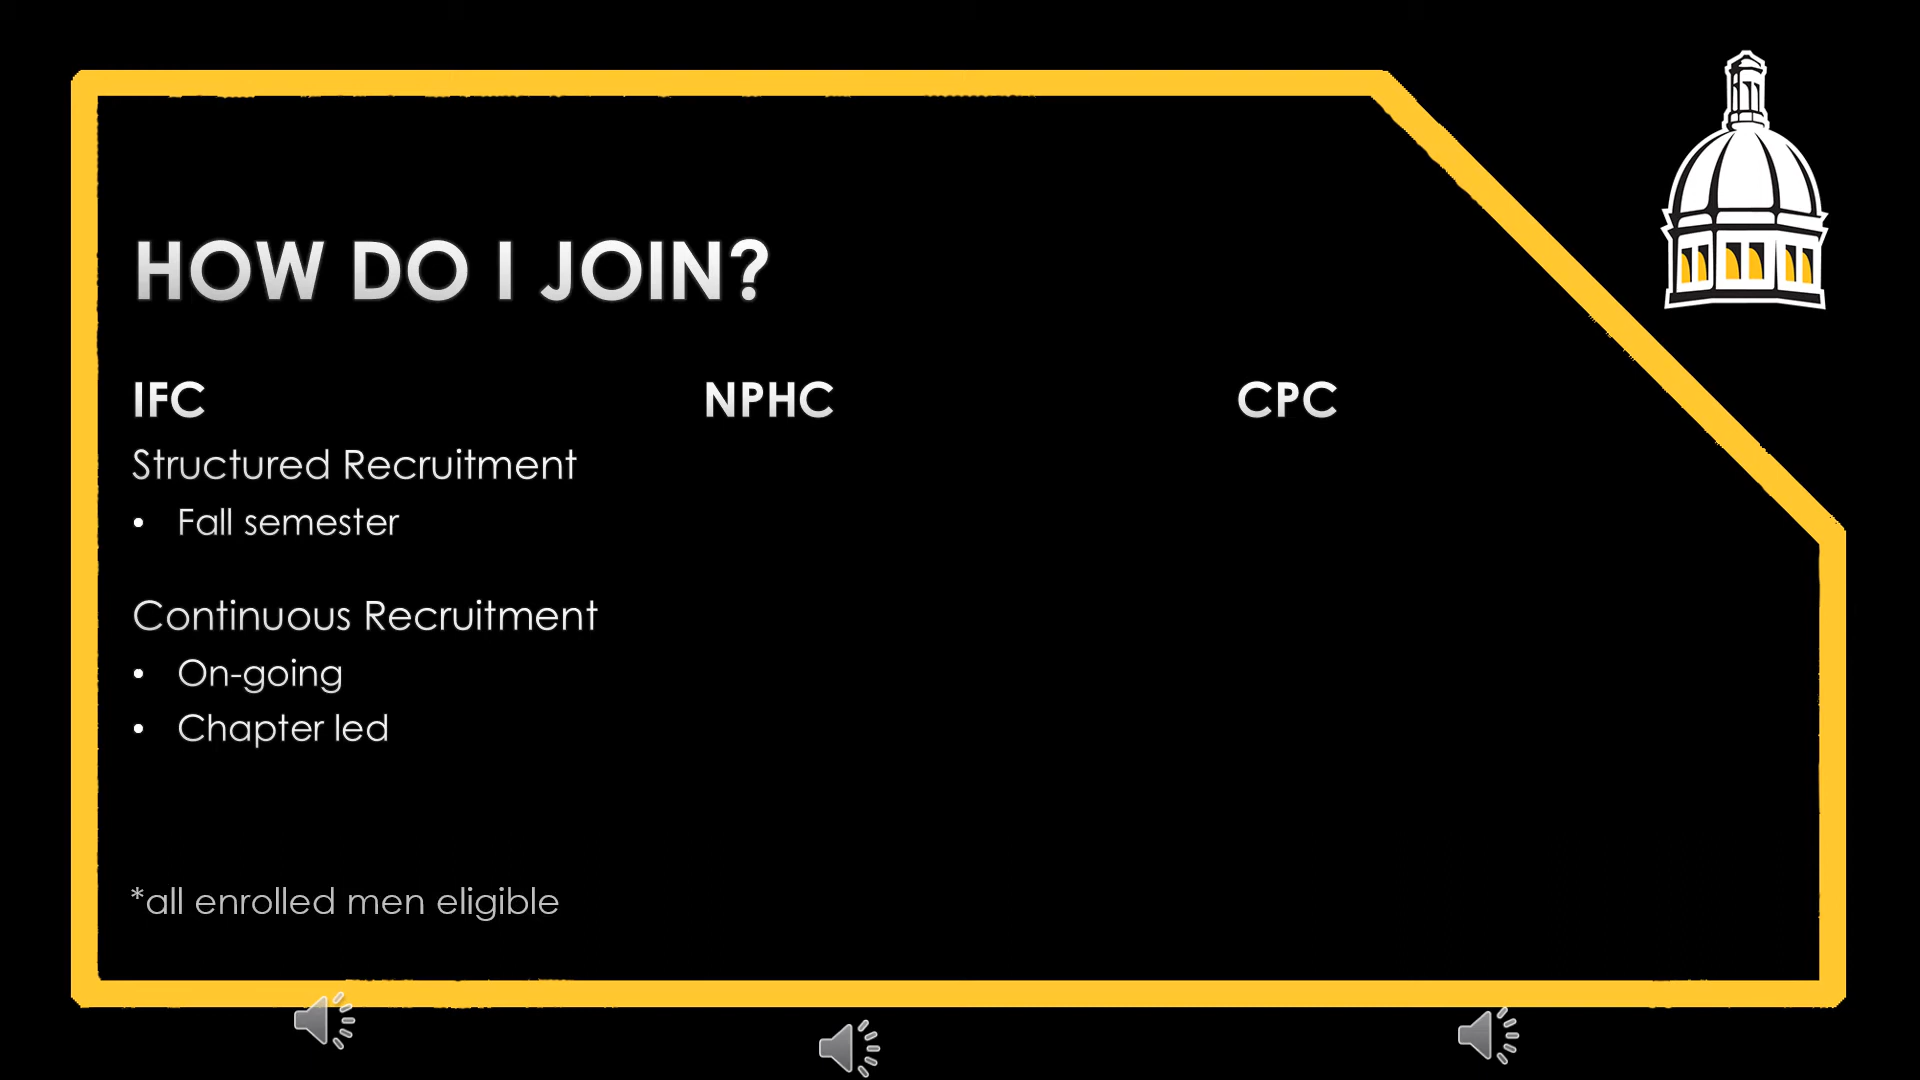 HOW DO I JOIN?
IFC
Structured Recruitment
• Fall semester
Continuous Recruitment
• On-going
• Chapter led
*all enrolled men eligible
NPHC
CPC